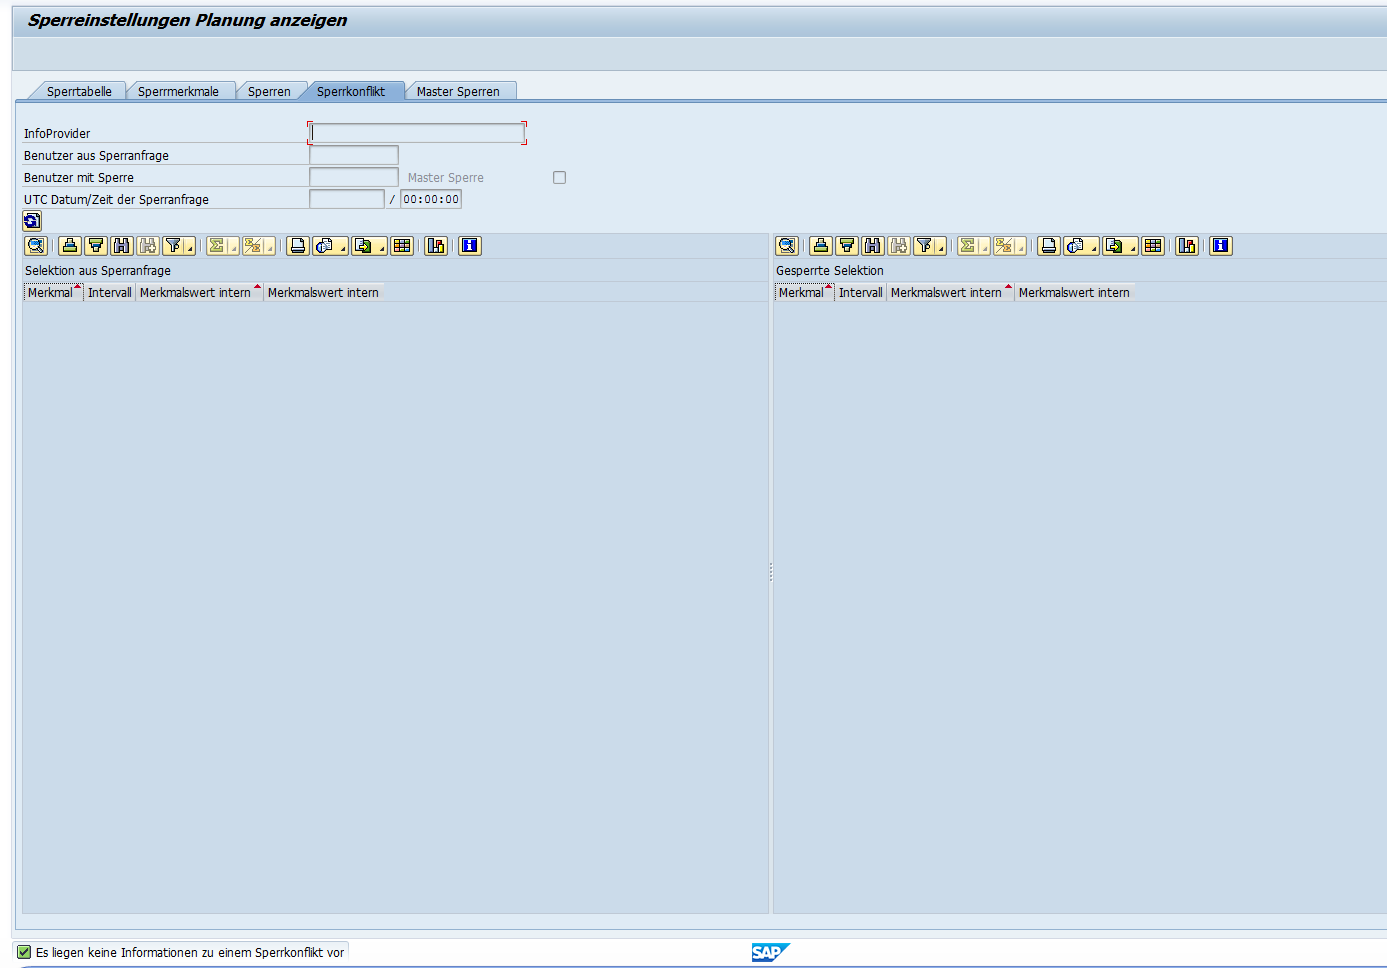 Sperreinstellungen Planung anzeigen
Sperrtabelle Sperrmerkmale Sperren Sperrkonflikt Master Sperren
InfoProvider
Benutzer aus Sperranfrage
Benutzer mit Sperre Master Sperre
UTC Datum/Zeit der Sperranfrage / 00:00:00
Selektion aus Sperranfrage
Merkmal Intervall Merkmalswert intern Merkmalswert intern
Gesperrte Selektion
Merkmal Intervall Merkmalswert intern Merkmalswert intern
Es liegen keine Informationen zu einem Sperrkonflikt vor
SAP